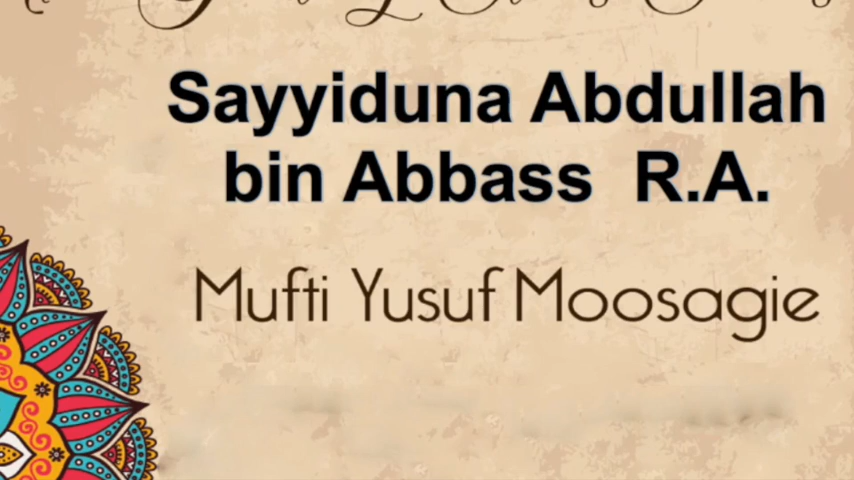 Sayyiduna Abdullah
bin Abbass R.A.
Mufti Yusuf Moosagie